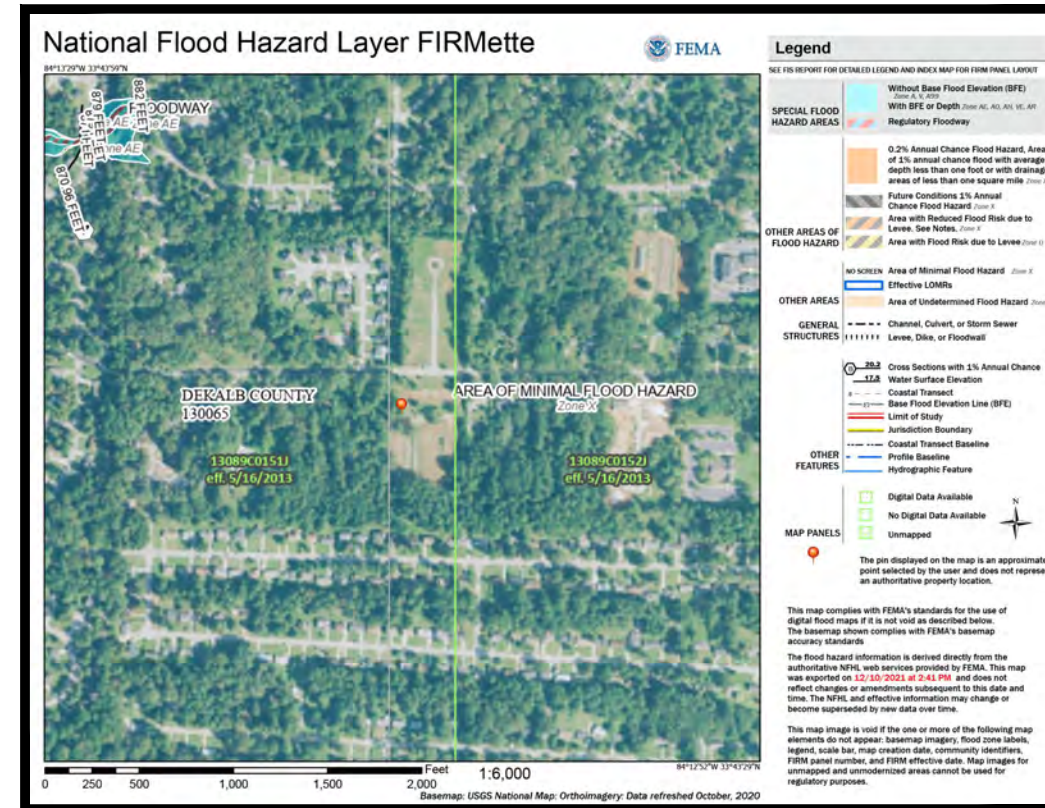 National Flood Hazard Layer FIRMette
FEMA
84°13'29"W 33°43'59"N
882 FEET
879 FEET
FLOODWAY
Zone AE
870.96 FEET
DEKALB COUNTY
130065
AREA OF MINIMAL FLOOD HAZARD
Zone X
13089C0151J
eff. 5/16/2013
13089C0152J
eff. 5/16/2013
84°12'52"W 33°43'29"N
Feet
1:6,000
0 250 500 1,000 1,500 2,000
Basemap: USGS National Map: Orthoimagery: Data refreshed October, 2020
Legend
SEE FIS REPORT FOR DETAILED LEGEND AND INDEX MAP FOR FIRM PANEL LAYOUT
SPECIAL FLOOD
HAZARD AREAS
Without Base Flood Elevation (BFE)
Zone A, V, A99
With BFE or Depth Zone AE, AO, AH, VE, AR
Regulatory Floodway
0.2% Annual Chance Flood Hazard, Area
of 1% annual chance flood with average
depth less than one foot or with drainag
areas of less than one square mile Zone
Future Conditions 1% Annual
Chance Flood Hazard Zone X
Area with Reduced Flood Risk due to
Levee. See Notes. Zone X
Area with Flood Risk due to Levee Zone D
OTHER AREAS OF
FLOOD HAZARD
NO SCREEN Area of Minimal Flood Hazard Zone X
Effective LOMRs
OTHER AREAS
Area of Undetermined Flood Hazard Zone
GENERAL
STRUCTURES
Channel, Culvert, or Storm Sewer
Levee, Dike, or Floodwall
20.2 Cross Sections with 1% Annual Chance
17.5 Water Surface Elevation
Coastal Transect
Base Flood Elevation Line (BFE)
Limit of Study
Jurisdiction Boundary
Coastal Transect Baseline
OTHER
FEATURES
Profile Baseline
Hydrographic Feature
Digital Data Available
No Digital Data Available
Unmapped
N
MAP PANELS
The pin displayed on the map is an approximate
point selected by the user and does not represe
an authoritative property location.
This map complies with FEMA's standards for the use of
digital flood maps if it is not void as described below.
The basemap shown complies with FEMA's basemap
accuracy standards
The flood hazard information is derived directly from the
authoritative NFHL web services provided by FEMA. This map
was exported on 12/10/2021 at 2:41 PM and does not
reflect changes or amendments subsequent to this date and
time. The NFHL and effective information may change or
become superseded by new data over time.
This map image is void if the one or more of the following map
elements do not appear: basemap imagery, flood zone labels,
legend, scale bar, map creation date, community identifiers,
FIRM panel number, and FIRM effective date. Map images for
unmapped and unmodernized areas cannot be used for
regulatory purposes.